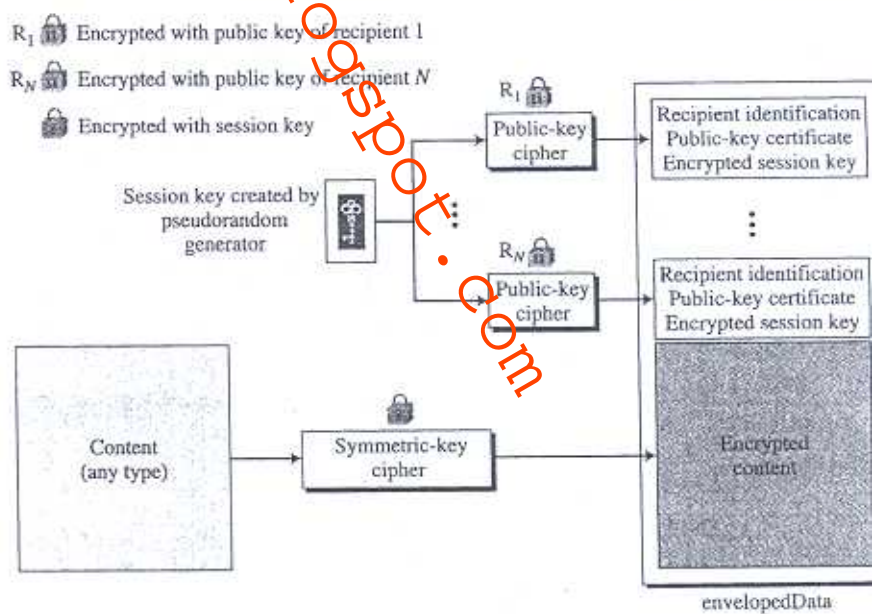 R1 Encrypted with public key of recipient 1
RN Encrypted with public key of recipient N
Encrypted with session key
ogspot.com
R1
Public-key
cipher
Recipient identification
Public-key certificate
Encrypted session key
Session key created by
pseudorandom
generator
RN
Public-key
cipher
Recipient identification
Public-key certificate
Encrypted session key
Content
(any type)
Symmetric-key
cipher
Encrypted
content
envelopedData